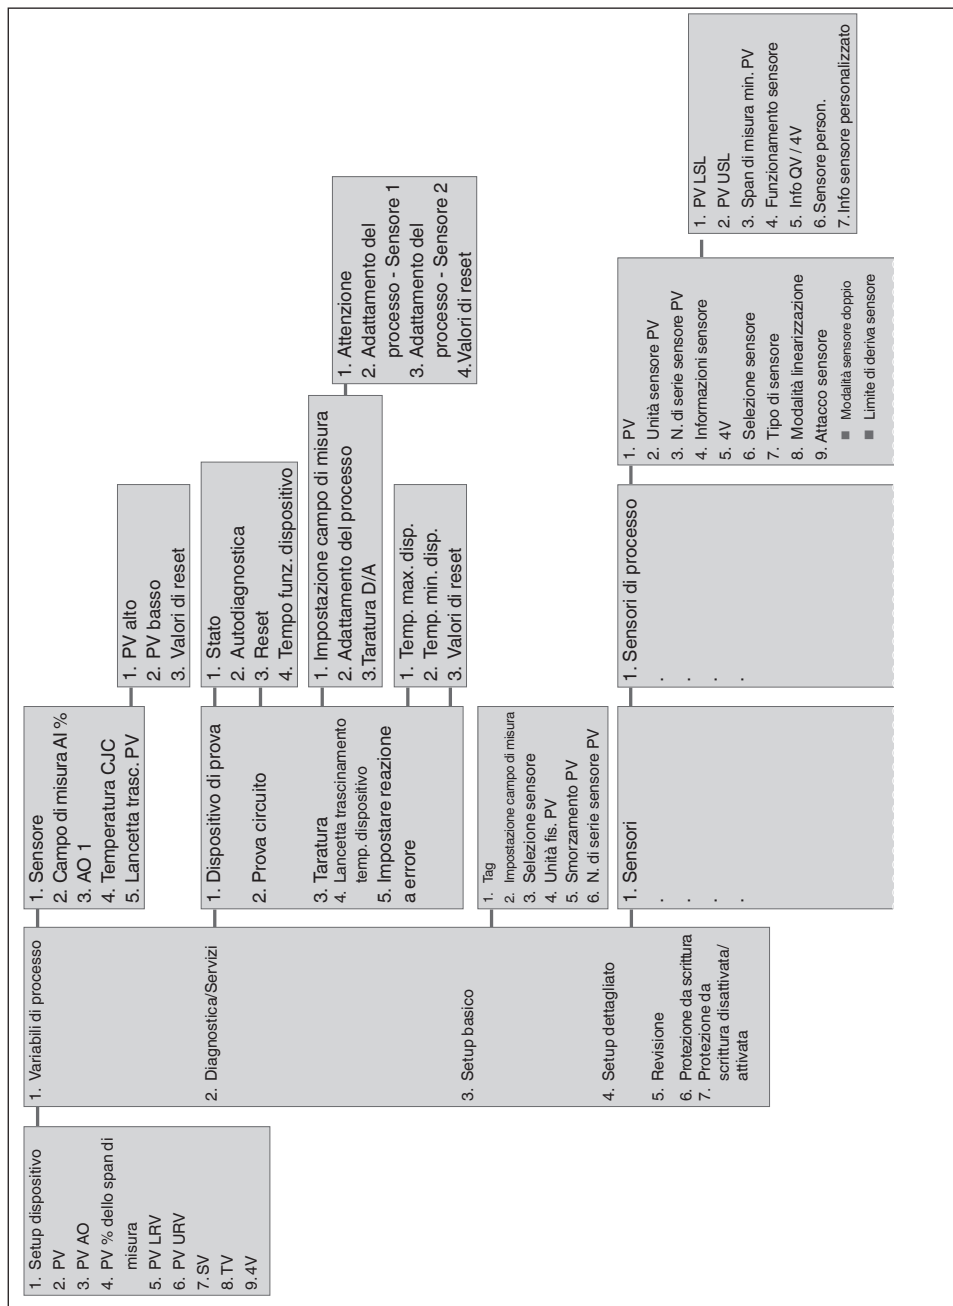 1. Setup dispositivo
2. PV
3. PV AO
4. PV % dello span di
misura
5. PV LRV
6. PV URV
7.SV
8.TV
9.4V
1. Variabili di processo
2. Diagnostica/Servizi
3. Setup basico
4. Setup dettagliato
5. Revisione
6. Protezione da scrittura
7. Protezione da
scrittura disattivata/
attivata
1. Sensore
2. Campo di misura AI %
3. AO 1
4. Temperatura CJC
5. Lancetta trasc. PV
1. PV alto
2. PV basso
3. Valori di reset
1. Dispositivo di prova
2. Prova circuito
3. Taratura
4. Lancetta trascinamento
temp. dispositivo
5. Impostare reazione
a errore
1. Stato
2. Autodiagnostica
3. Reset
4. Tempo funz. dispositivo
1. Impostazione campo di misura
2. Adattamento del processo
3.Taratura D/A
1. Attenzione
2. Adattamento del
processo - Sensore 1
3. Adattamento del
processo - Sensore 2
4.Valori di reset
1. Temp. max. disp.
2. Temp. min. disp.
3. Valori di reset
1. Tag
2. Impostazione campo di misura
3. Selezione sensore
4. Unità fis. PV
5. Smorzamento PV
6. N. di serie sensore PV
1. Sensori
.
.
.
.
1. Sensori di processo
.
.
.
.
1. PV
2. Unità sensore PV
3. N. di serie sensore PV
4. Informazioni sensore
5. 4V
6. Selezione sensore
7. Tipo di sensore
8. Modalità linearizzazione
9. Attacco sensore
■ Modalità sensore doppio
■ Limite di deriva sensore
1. PV LSL
2. PV USL
3. Span di misura min. PV
4. Funzionamento sensore
5. Info QV / 4V
6. Sensore person.
7. Info sensore personalizzato